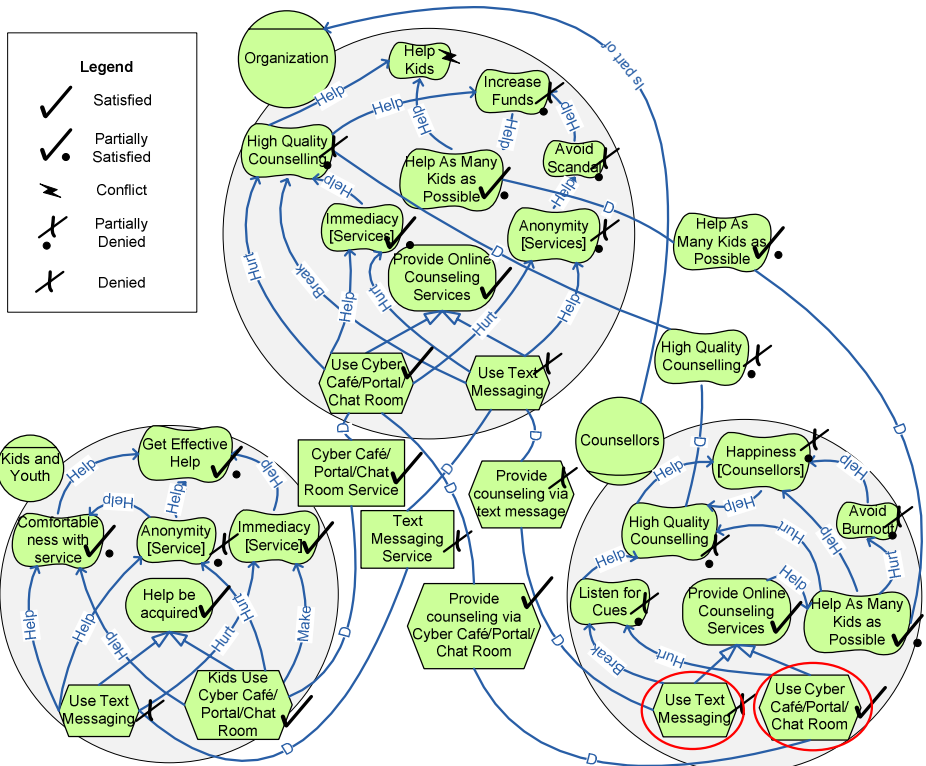 Legend
Satisfied
Partially
Satisfied
Conflict
Partially
Denied
Denied
Organization
Help
Kids
Increase
Funds
High Quality
Counselling
Help As Many
Kids as
Possible
Avoid
Scandal
Immediacy
[Services]
Anonymity
[Services]
Provide Online
Counseling
Services
Use Cyber
Café/Portal/
Chat Room
Use Text
Messaging
Help
Help
Help
Help
Help
Help
Help
Hurt
Break
Help
Hurt
Hurt
Help
D
Is part of
Help As
Many Kids as
Possible
High Quality
Counselling
D
D
D
Kids and
Youth
Get Effective
Help
Comfortable
ness with
service
Anonymity
[Service]
Immediacy
[Service]
Help be
acquired
Use Text
Messaging
Kids Use
Cyber Café/
Portal/Chat
Room
Help
Help
Help
Help
Help
Help
Help
Hurt
Hurt
Make
D
D
D
D
Cyber Café/
Portal/Chat
Room Service
Text
Messaging
Service
Provide
counseling via
text message
Provide
counseling via
Cyber Café/Portal/
Chat Room
D
D
D
D
Counsellors
Happiness
[Counsellors]
High Quality
Counselling
Avoid
Burnout
Listen for
Cues
Provide Online
Counseling
Services
Help As Many
Kids as
Possible
Use Text
Messaging
Use Cyber
Café/Portal/
Chat Room
Help
Help
Help
Help
Hurt
Help
Hurt
Help
Break
Hurt